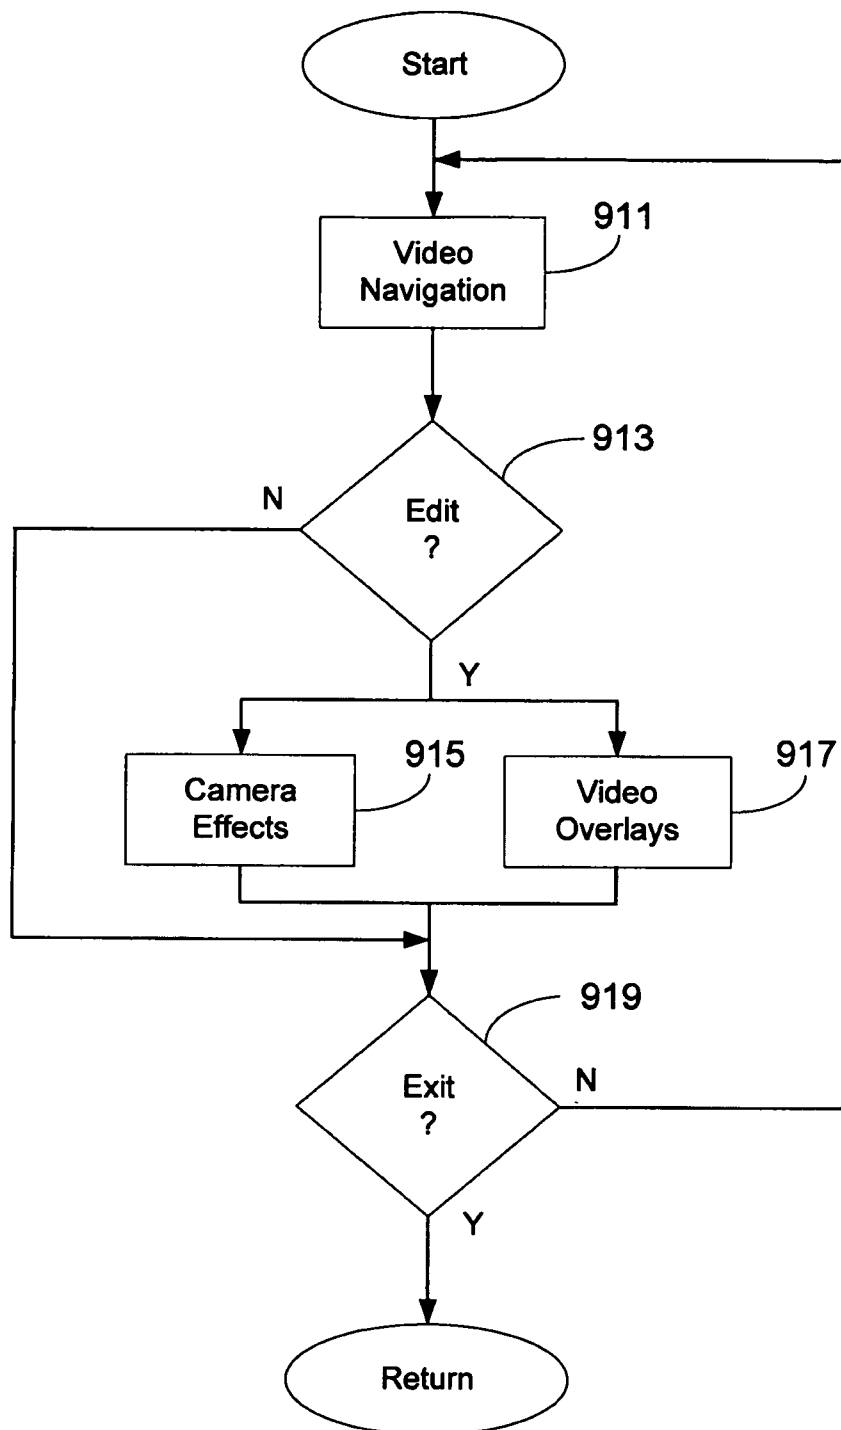 Start
911
Video
Navigation
913
N
Edit
?
Y
915
917
Camera
Effects
Video
Overlays
919
Exit
?
N
Y
Return